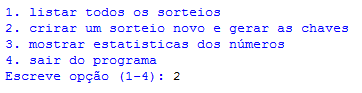 1. listar todos os sorteios
2. crirar um sorteio novo e gerar as chaves
3. mostrar estatisticas dos números
4. sair do programa
Escreve opção (1-4): 2